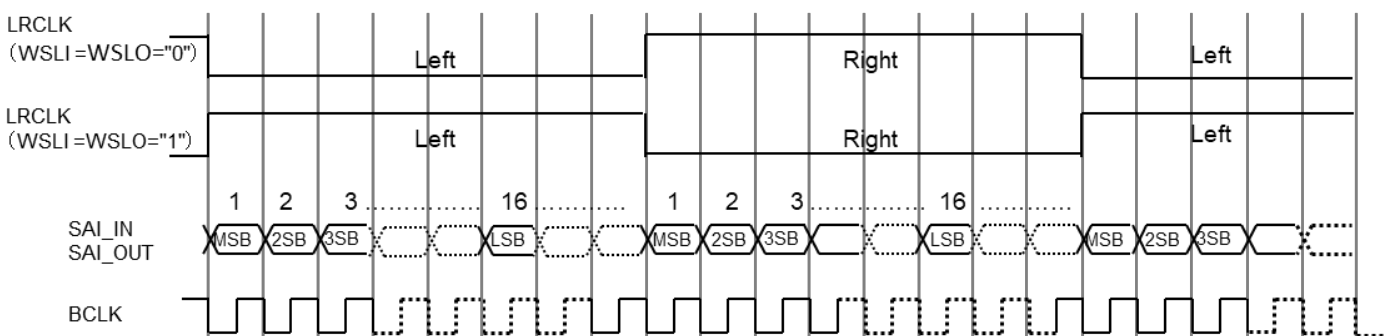 LRCLK
（WSLI =WSLO="0"）
Left Right Left
LRCLK
（WSLI =WSLO="1"）
Left Right Left
1 2 3 .................... 16 .................... 1 2 3.................... 16 ....................
SAI_IN
SAI_OUT
MSB 2SB 3SB LSB MSB 2SB 3SB LSB MSB 2SB 3SB
BCLK